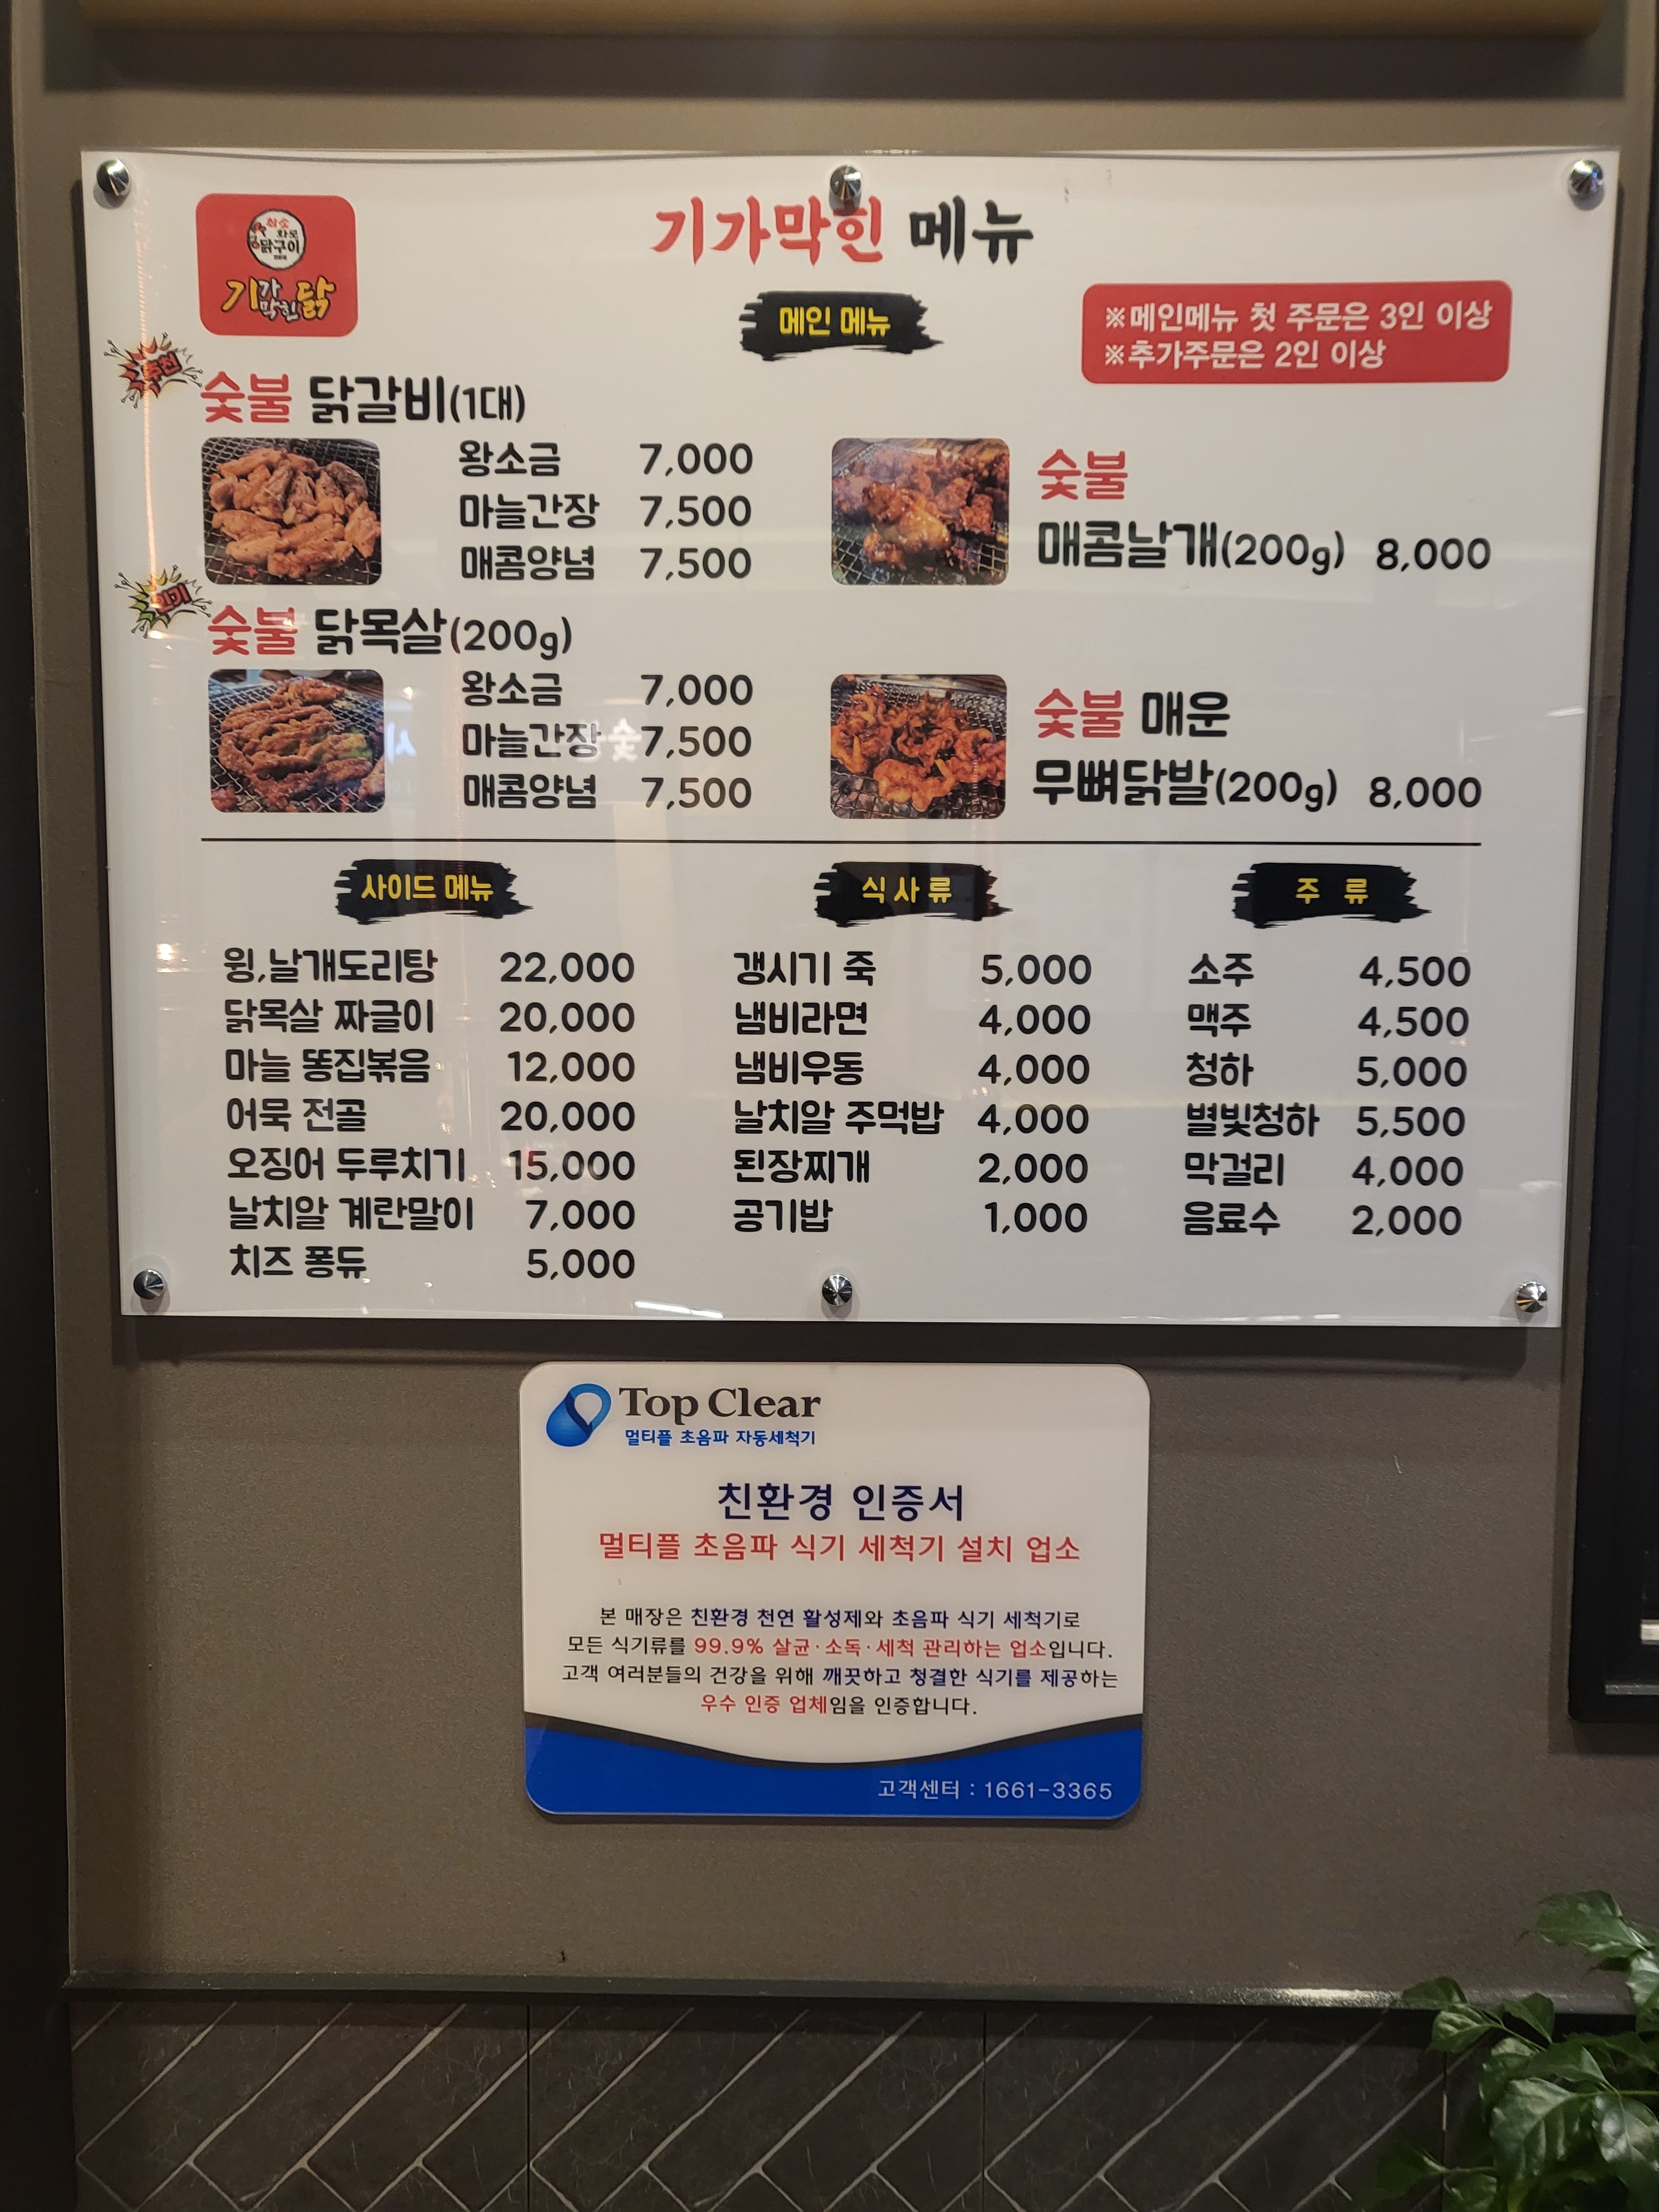 참숯
화로
닭구이
기가막힌닭
기가막힌 메뉴
메인 메뉴
※메인메뉴 첫 주문은 3인 이상
※추가주문은 2인 이상
추천
숯불 닭갈비(1대)
왕소금 7,000
마늘간장 7,500
매콤양념 7,500
숯불
매콤날개(200g) 8,000
인기
숯불 닭목살(200g)
왕소금 7,000
마늘간장 7,500
매콤양념 7,500
숯불 매운
무뼈닭발(200g) 8,000
사이드 메뉴
윙,날개도리탕 22,000
닭목살 짜글이 20,000
마늘 똥집볶음 12,000
어묵 전골 20,000
오징어 두루치기 15,000
날치알 계란말이 7,000
치즈 퐁듀 5,000
식사류
갱시기 죽 5,000
냄비라면 4,000
냄비우동 4,000
날치알 주먹밥 4,000
된장찌개 2,000
공기밥 1,000
주 류
소주 4,500
맥주 4,500
청하 5,000
별빛청하 5,500
막걸리 4,000
음료수 2,000
Top Clear
멀티플 초음파 자동세척기
친환경 인증서
멀티플 초음파 식기 세척기 설치 업소
본 매장은 친환경 천연 활성제와 초음파 식기 세척기로
모든 식기류를 99.9% 살균·소독·세척 관리하는 업소입니다.
고객 여러분들의 건강을 위해 깨끗하고 청결한 식기를 제공하는
우수 인증 업체임을 인증합니다.
고객센터 : 1661-3365